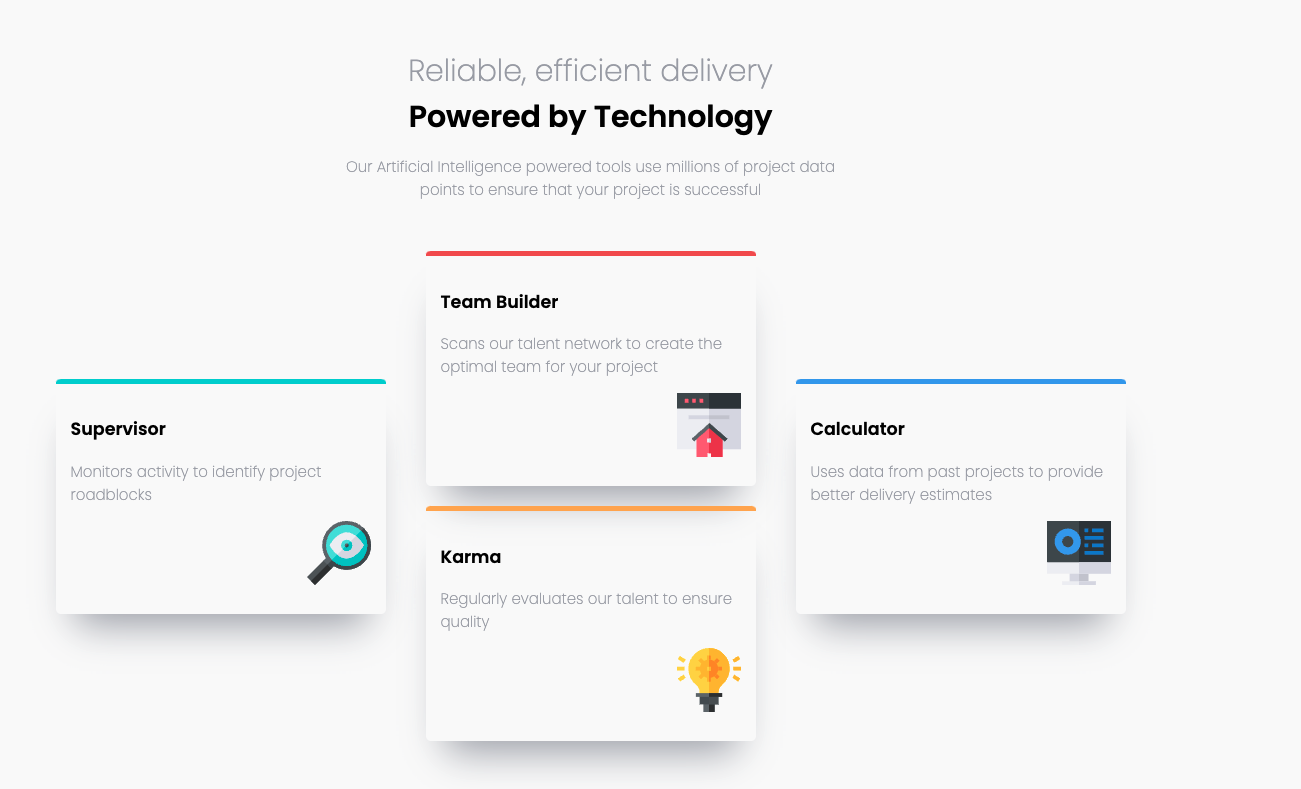 Reliable, efficient delivery
Powered by Technology
Our Artificial Intelligence powered tools use millions of project data
points to ensure that your project is successful
Supervisor
Monitors activity to identify project
roadblocks
Team Builder
Scans our talent network to create the
optimal team for your project
Karma
Regularly evaluates our talent to ensure
quality
Calculator
Uses data from past projects to provide
better delivery estimates